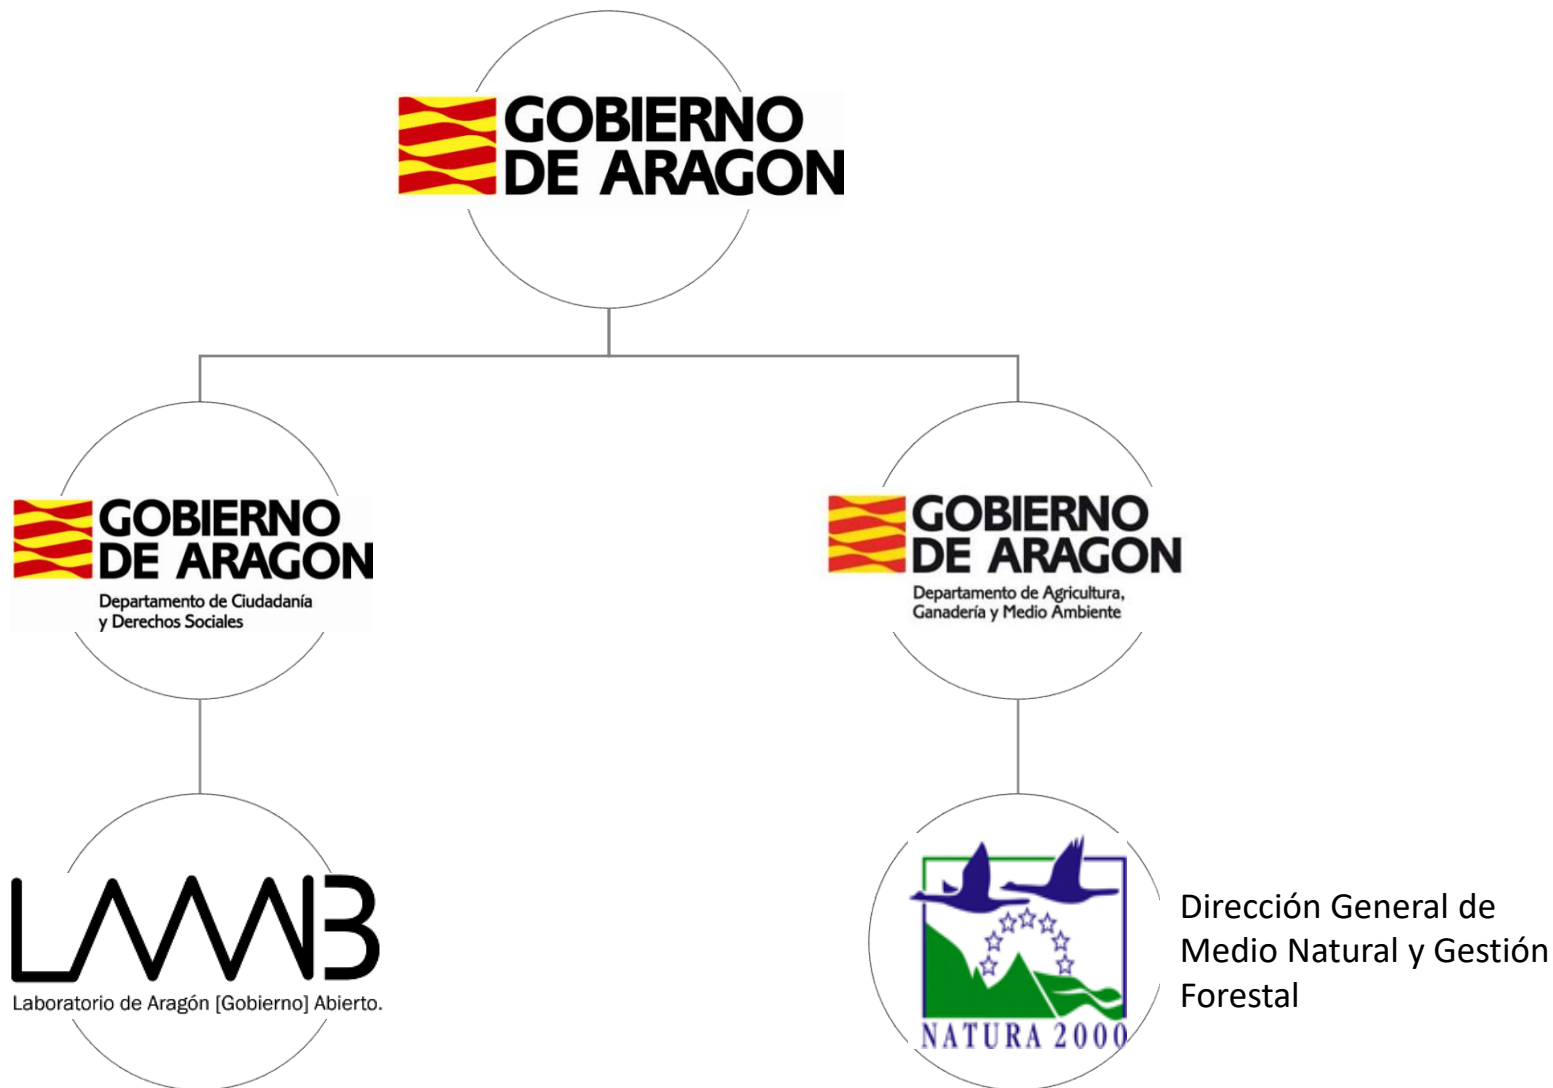 GOBIERNO
DE ARAGON
GOBIERNO
DE ARAGON
Departamento de Ciudadanía
y Derechos Sociales
GOBIERNO
DE ARAGON
Departamento de Agricultura,
Ganadería y Medio Ambiente
LAAAB
Laboratorio de Aragón [Gobierno] Abierto.
NATURA 2000
Dirección General de
Medio Natural y Gestión
Forestal